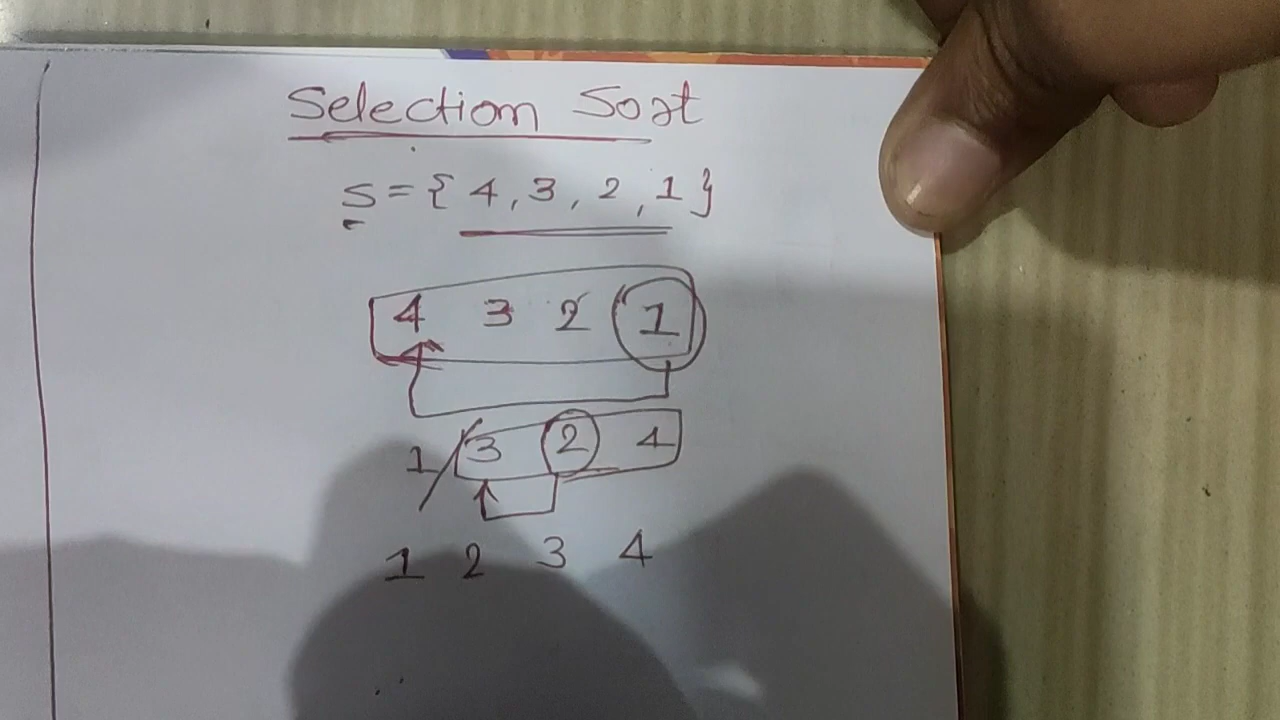 Selection Sort
S = { 4, 3, 2, 1 }
4 3 2 1
1 / 3 2 4
1 2 3 4